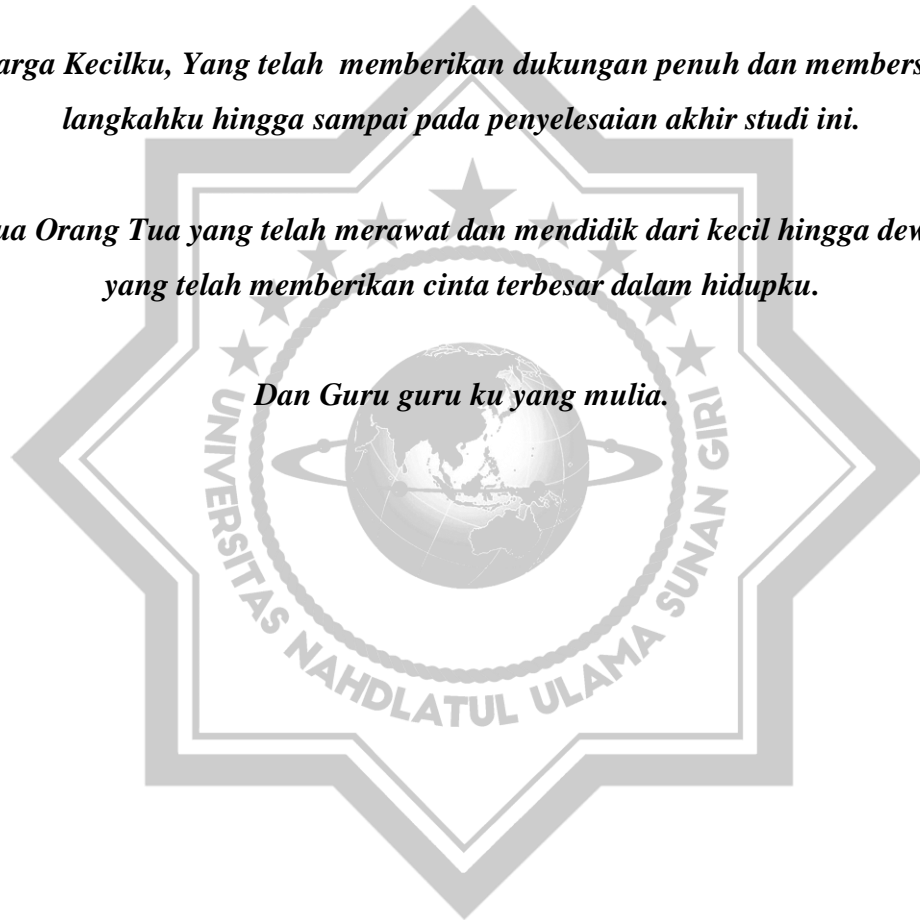 arga Kecilku, Yang telah memberikan dukungan penuh dan members
langkahku hingga sampai pada penyelesaian akhir studi ini.
ua Orang Tua yang telah merawat dan mendidik dari kecil hingga dew
yang telah memberikan cinta terbesar dalam hidupku.
Dan Guru guru ku yang mulia.
UNIVERSITAS NAHDLATUL ULAMA SUNAN GIRI